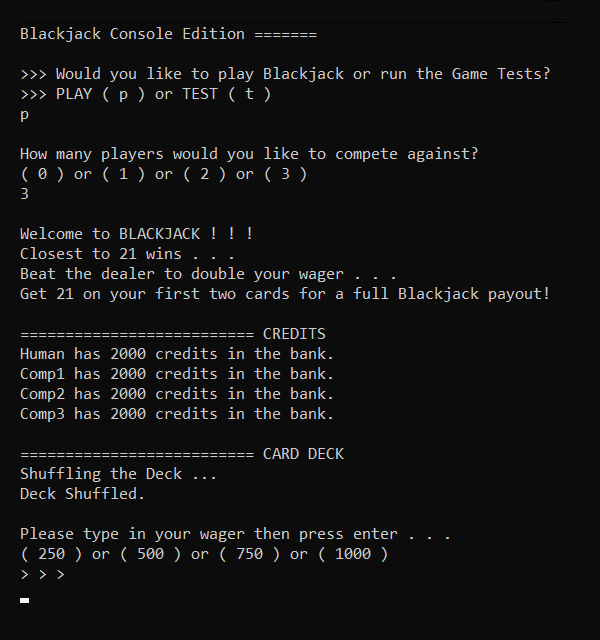 Blackjack Console Edition =======
>>> Would you like to play Blackjack or run the Game Tests?
>>> PLAY ( p ) or TEST ( t )
p
How many players would you like to compete against?
( 0 ) or ( 1 ) or ( 2 ) or ( 3 )
3
Welcome to BLACKJACK ! ! !
Closest to 21 wins . . .
Beat the dealer to double your wager . . .
Get 21 on your first two cards for a full Blackjack payout!
========================== CREDITS
Human has 2000 credits in the bank.
Comp1 has 2000 credits in the bank.
Comp2 has 2000 credits in the bank.
Comp3 has 2000 credits in the bank.
========================== CARD DECK
Shuffling the Deck ...
Deck Shuffled.
Please type in your wager then press enter . . .
( 250 ) or ( 500 ) or ( 750 ) or ( 1000 )
> > >